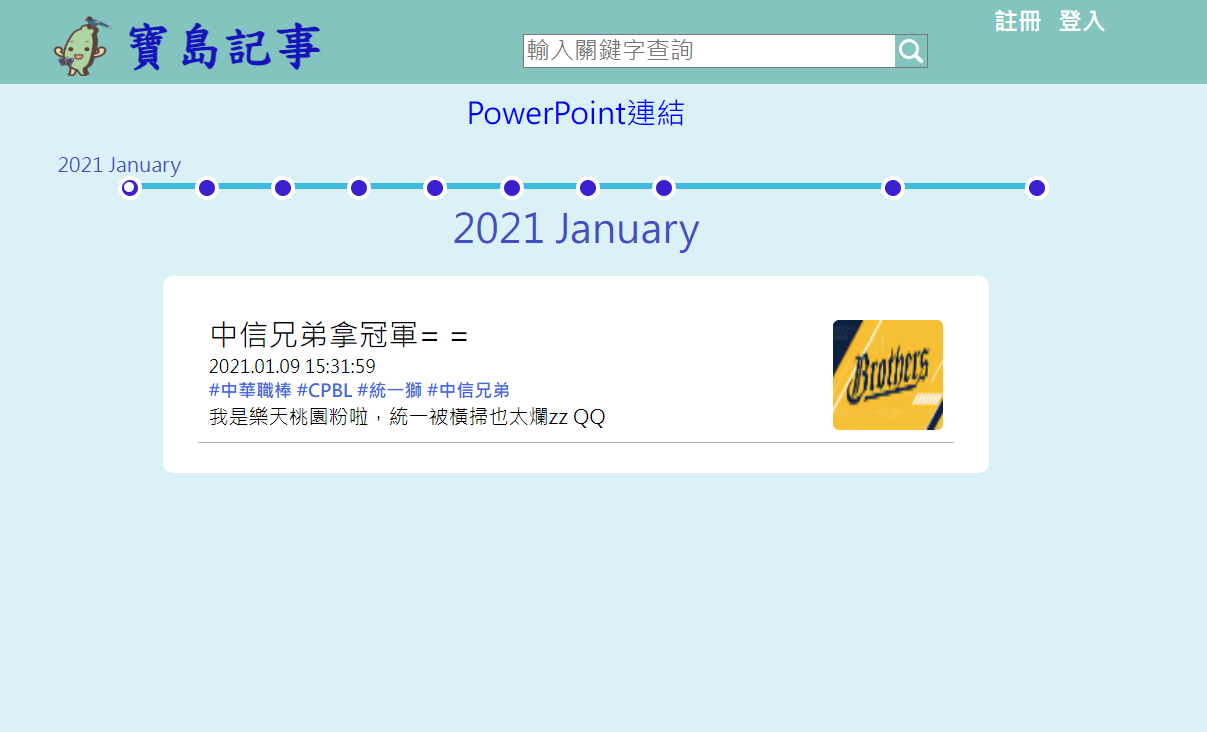 寶島記事
輸入關鍵字查詢
註冊 登入
PowerPoint連結
2021 January
2021 January
中信兄弟拿冠軍= =
2021.01.09 15:31:59
#中華職棒 #CPBL #統一獅 #中信兄弟
我是樂天桃園粉啦，統一被橫掃也太爛zz QQ
Brothers